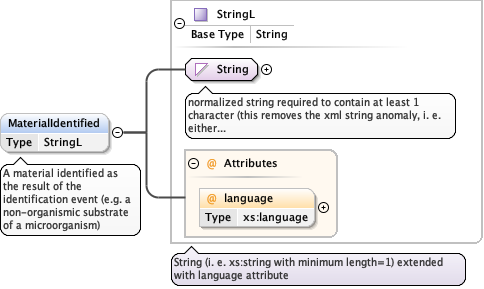 StringL
Base Type String
String
normalized string required to contain at least 1
character (this removes the xml string anomaly, i. e.
either...
MaterialIdentified
Type StringL
A material identified as
the result of the
identification event (e.g. a
non-organismic substrate
of a microorganism)
@ Attributes
@ language
Type xs:language
String (i. e. xs:string with minimum length=1) extended
with language attribute